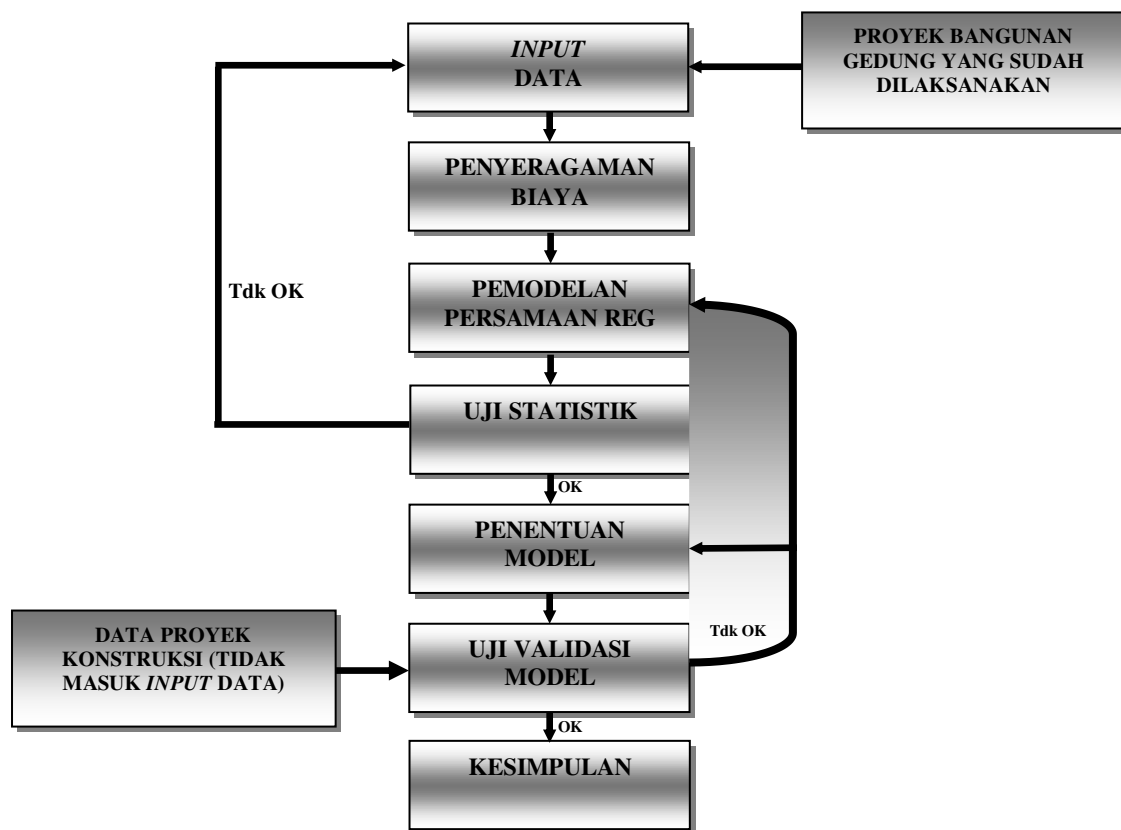 INPUT
DATA
PROYEK BANGUNAN
GEDUNG YANG SUDAH
DILAKSANAKAN
PENYERAGAMAN
BIAYA
Tdk OK
PEMODELAN
PERSAMAAN REG
UJI STATISTIK
OK
PENENTUAN
MODEL
DATA PROYEK
KONSTRUKSI (TIDAK
MASUK INPUT DATA)
UJI VALIDASI
MODEL
Tdk OK
OK
KESIMPULAN